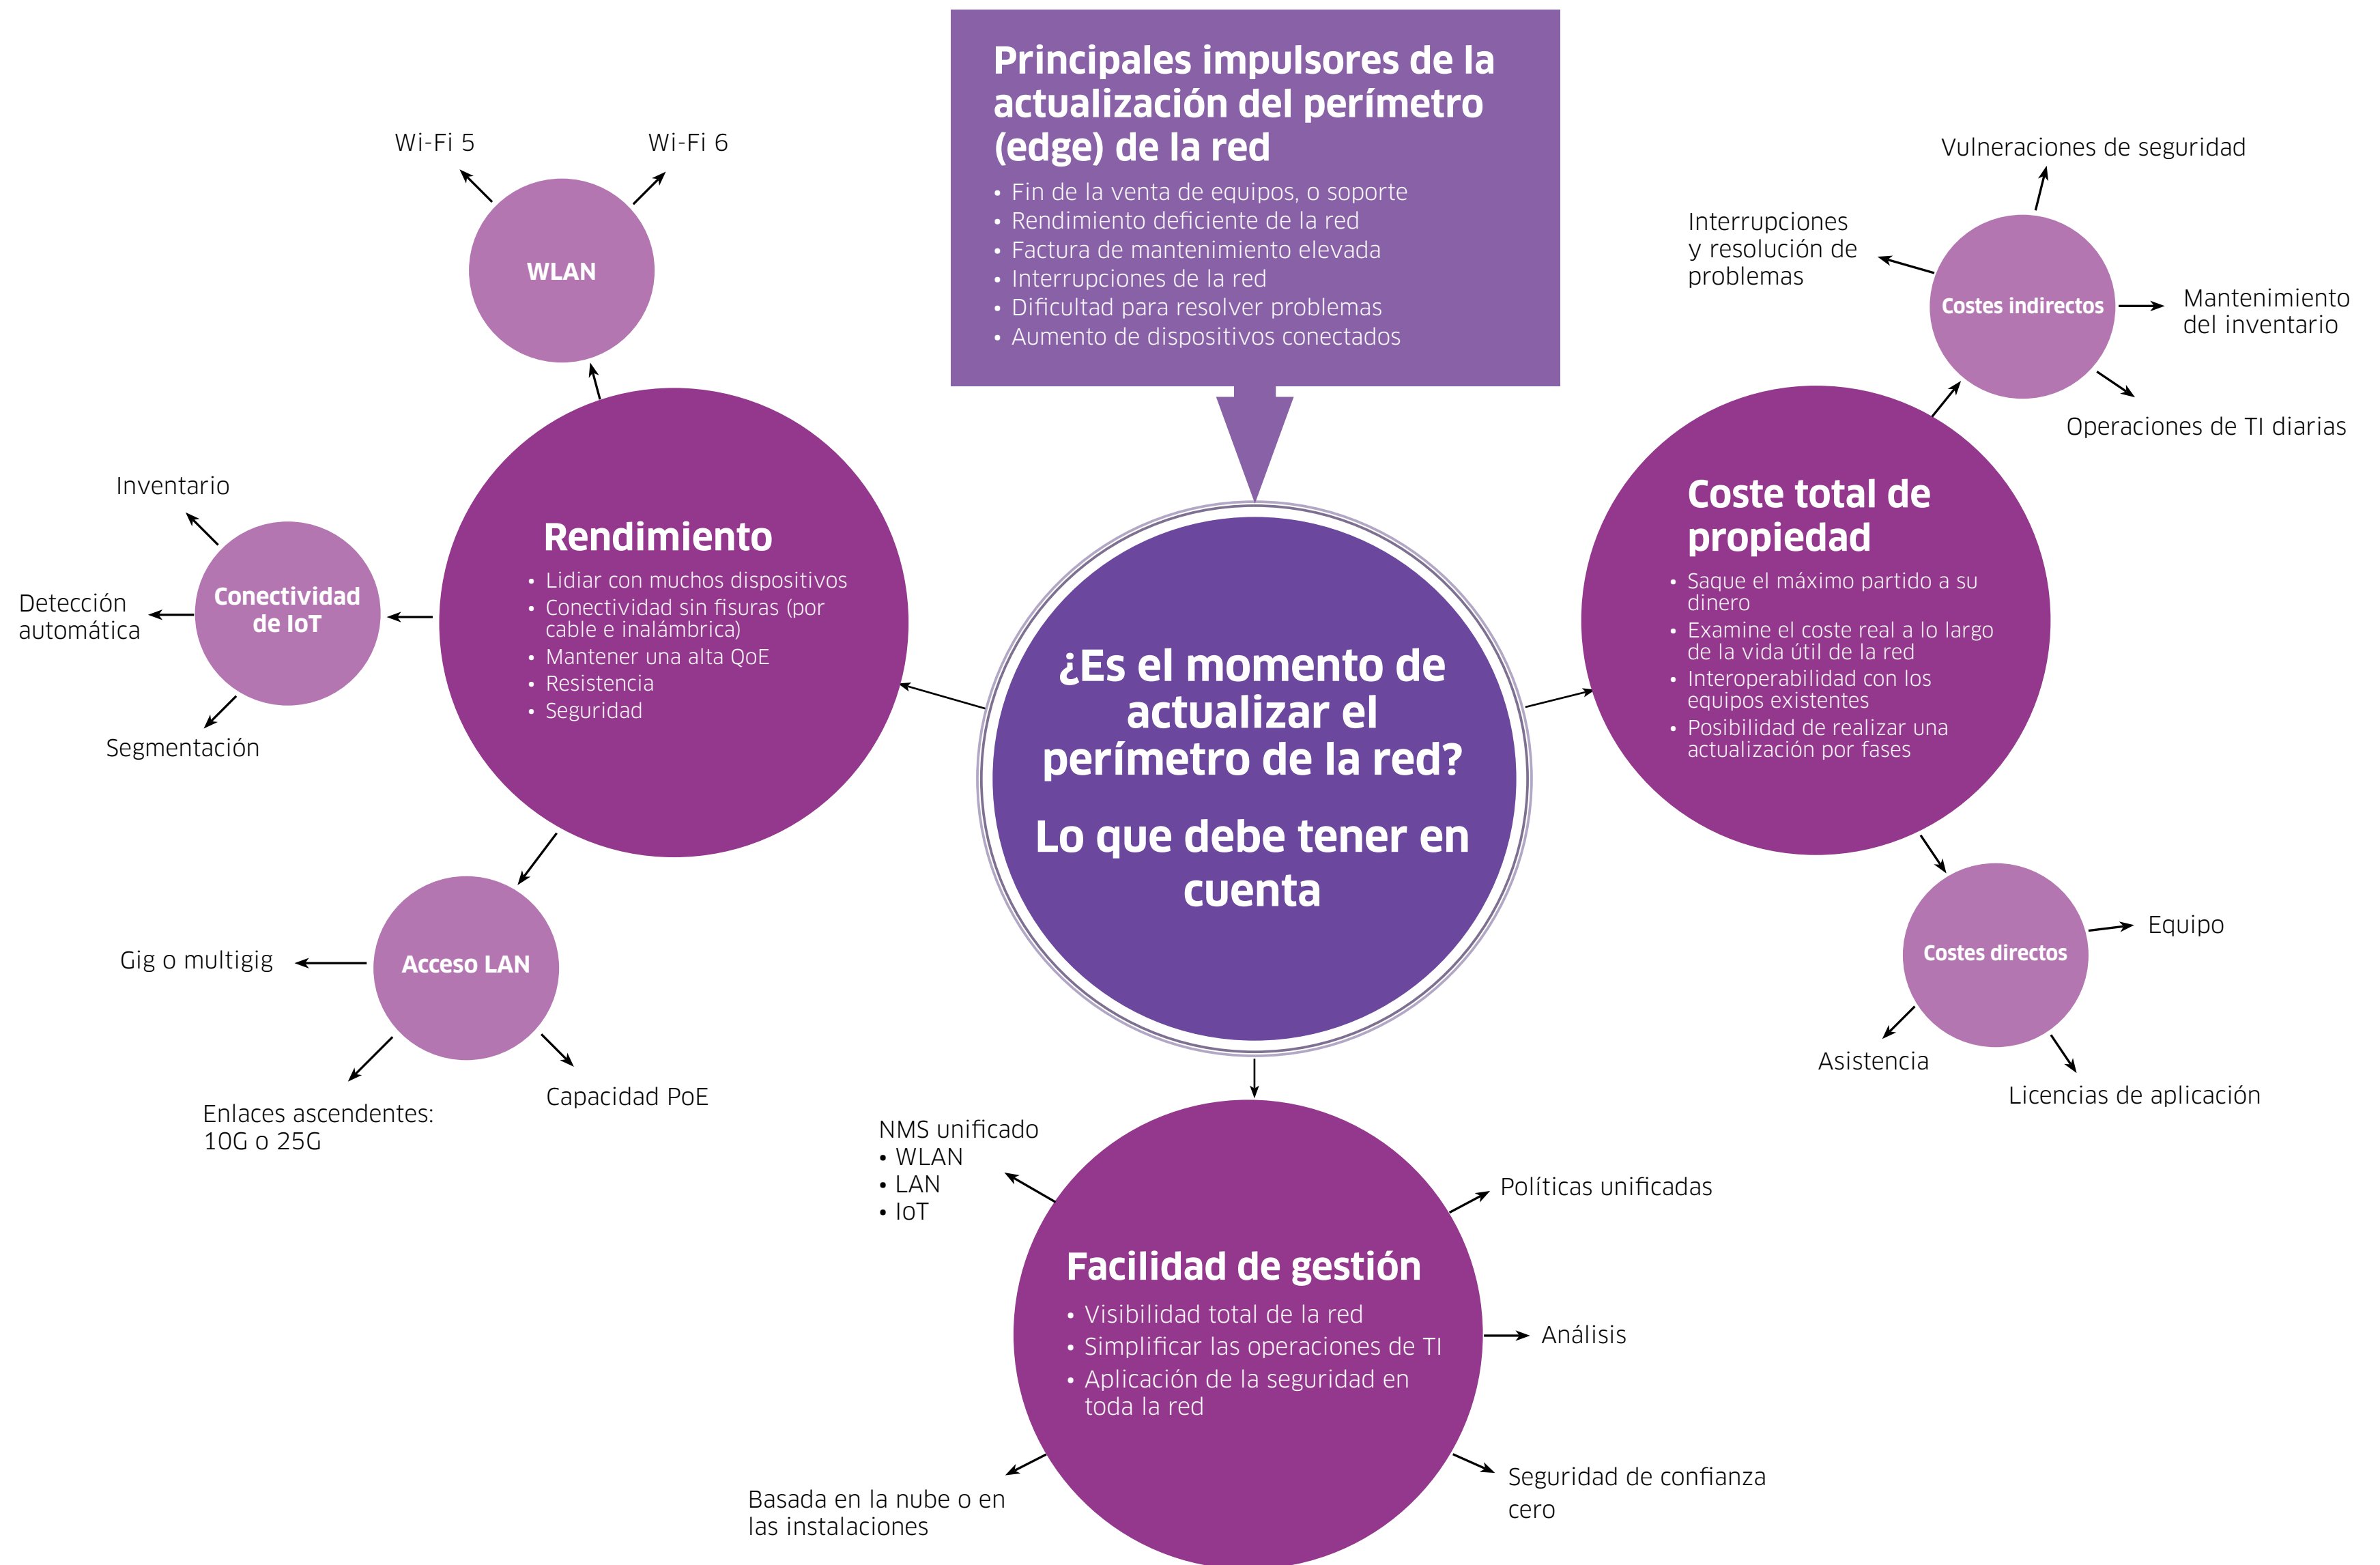 Principales impulsores de la
actualización del perímetro
(edge) de la red
• Fin de la venta de equipos, o soporte
• Rendimiento deficiente de la red
• Factura de mantenimiento elevada
• Interrupciones de la red
• Dificultad para resolver problemas
• Aumento de dispositivos conectados
¿Es el momento de
actualizar el
perímetro de la red?
Lo que debe tener en
cuenta
Rendimiento
• Lidiar con muchos dispositivos
• Conectividad sin fisuras (por
cable e inalámbrica)
• Mantener una alta QoE
• Resistencia
• Seguridad
WLAN
Wi-Fi 5
Wi-Fi 6
Conectividad
de IoT
Inventario
Detección
automática
Segmentación
Acceso LAN
Gig o multigig
Enlaces ascendentes:
10G o 25G
Capacidad PoE
Coste total de
propiedad
• Saque el máximo partido a su
dinero
• Examine el coste real a lo largo
de la vida útil de la red
• Interoperabilidad con los
equipos existentes
• Posibilidad de realizar una
actualización por fases
Costes indirectos
Vulneraciones de seguridad
Interrupciones
y resolución de
problemas
Mantenimiento
del inventario
Operaciones de TI diarias
Costes directos
Equipo
Asistencia
Licencias de aplicación
Facilidad de gestión
• Visibilidad total de la red
• Simplificar las operaciones de TI
• Aplicación de la seguridad en
toda la red
NMS unificado
• WLAN
• LAN
• IoT
Políticas unificadas
Análisis
Seguridad de confianza
cero
Basada en la nube o en
las instalaciones